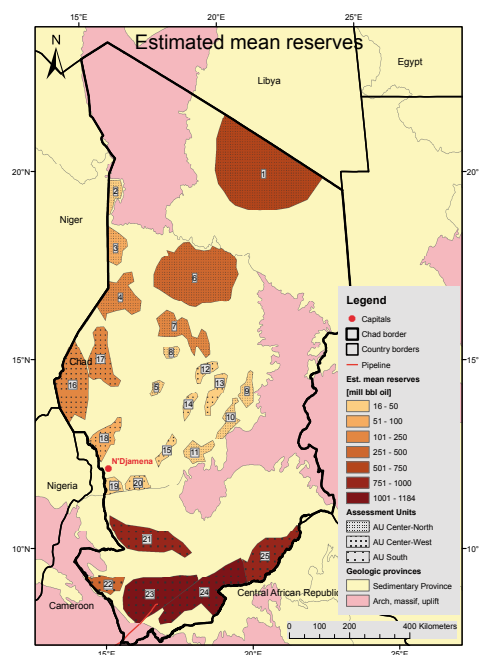 15°E 20°E 25°E
N
Estimated mean reserves
Egypt
Libya
20°N 20°N
1
2
Niger
3
6
4
Legend
Capitals
Chad border
Country borders
Pipeline
Est. mean reserves
[mill bbl oil]
16 - 50
51 - 100
101 - 250
251 - 500
501 - 750
751 - 1000
1001 - 1184
Assessment Units
AU Center-North
AU Center-West
AU South
Geologic provinces
Sedimentary Province
Arch, massif, uplift
7
15°N 15°N
8
Chad
17
12
16
13
5
9
14
10
18
15
11
N'Djamena
Nigeria
19
20
21
10°N 10°N
25
22
23
24
Cameroon
Central African Republic
0 100 200 400 Kilometers
15°E 20°E 25°E